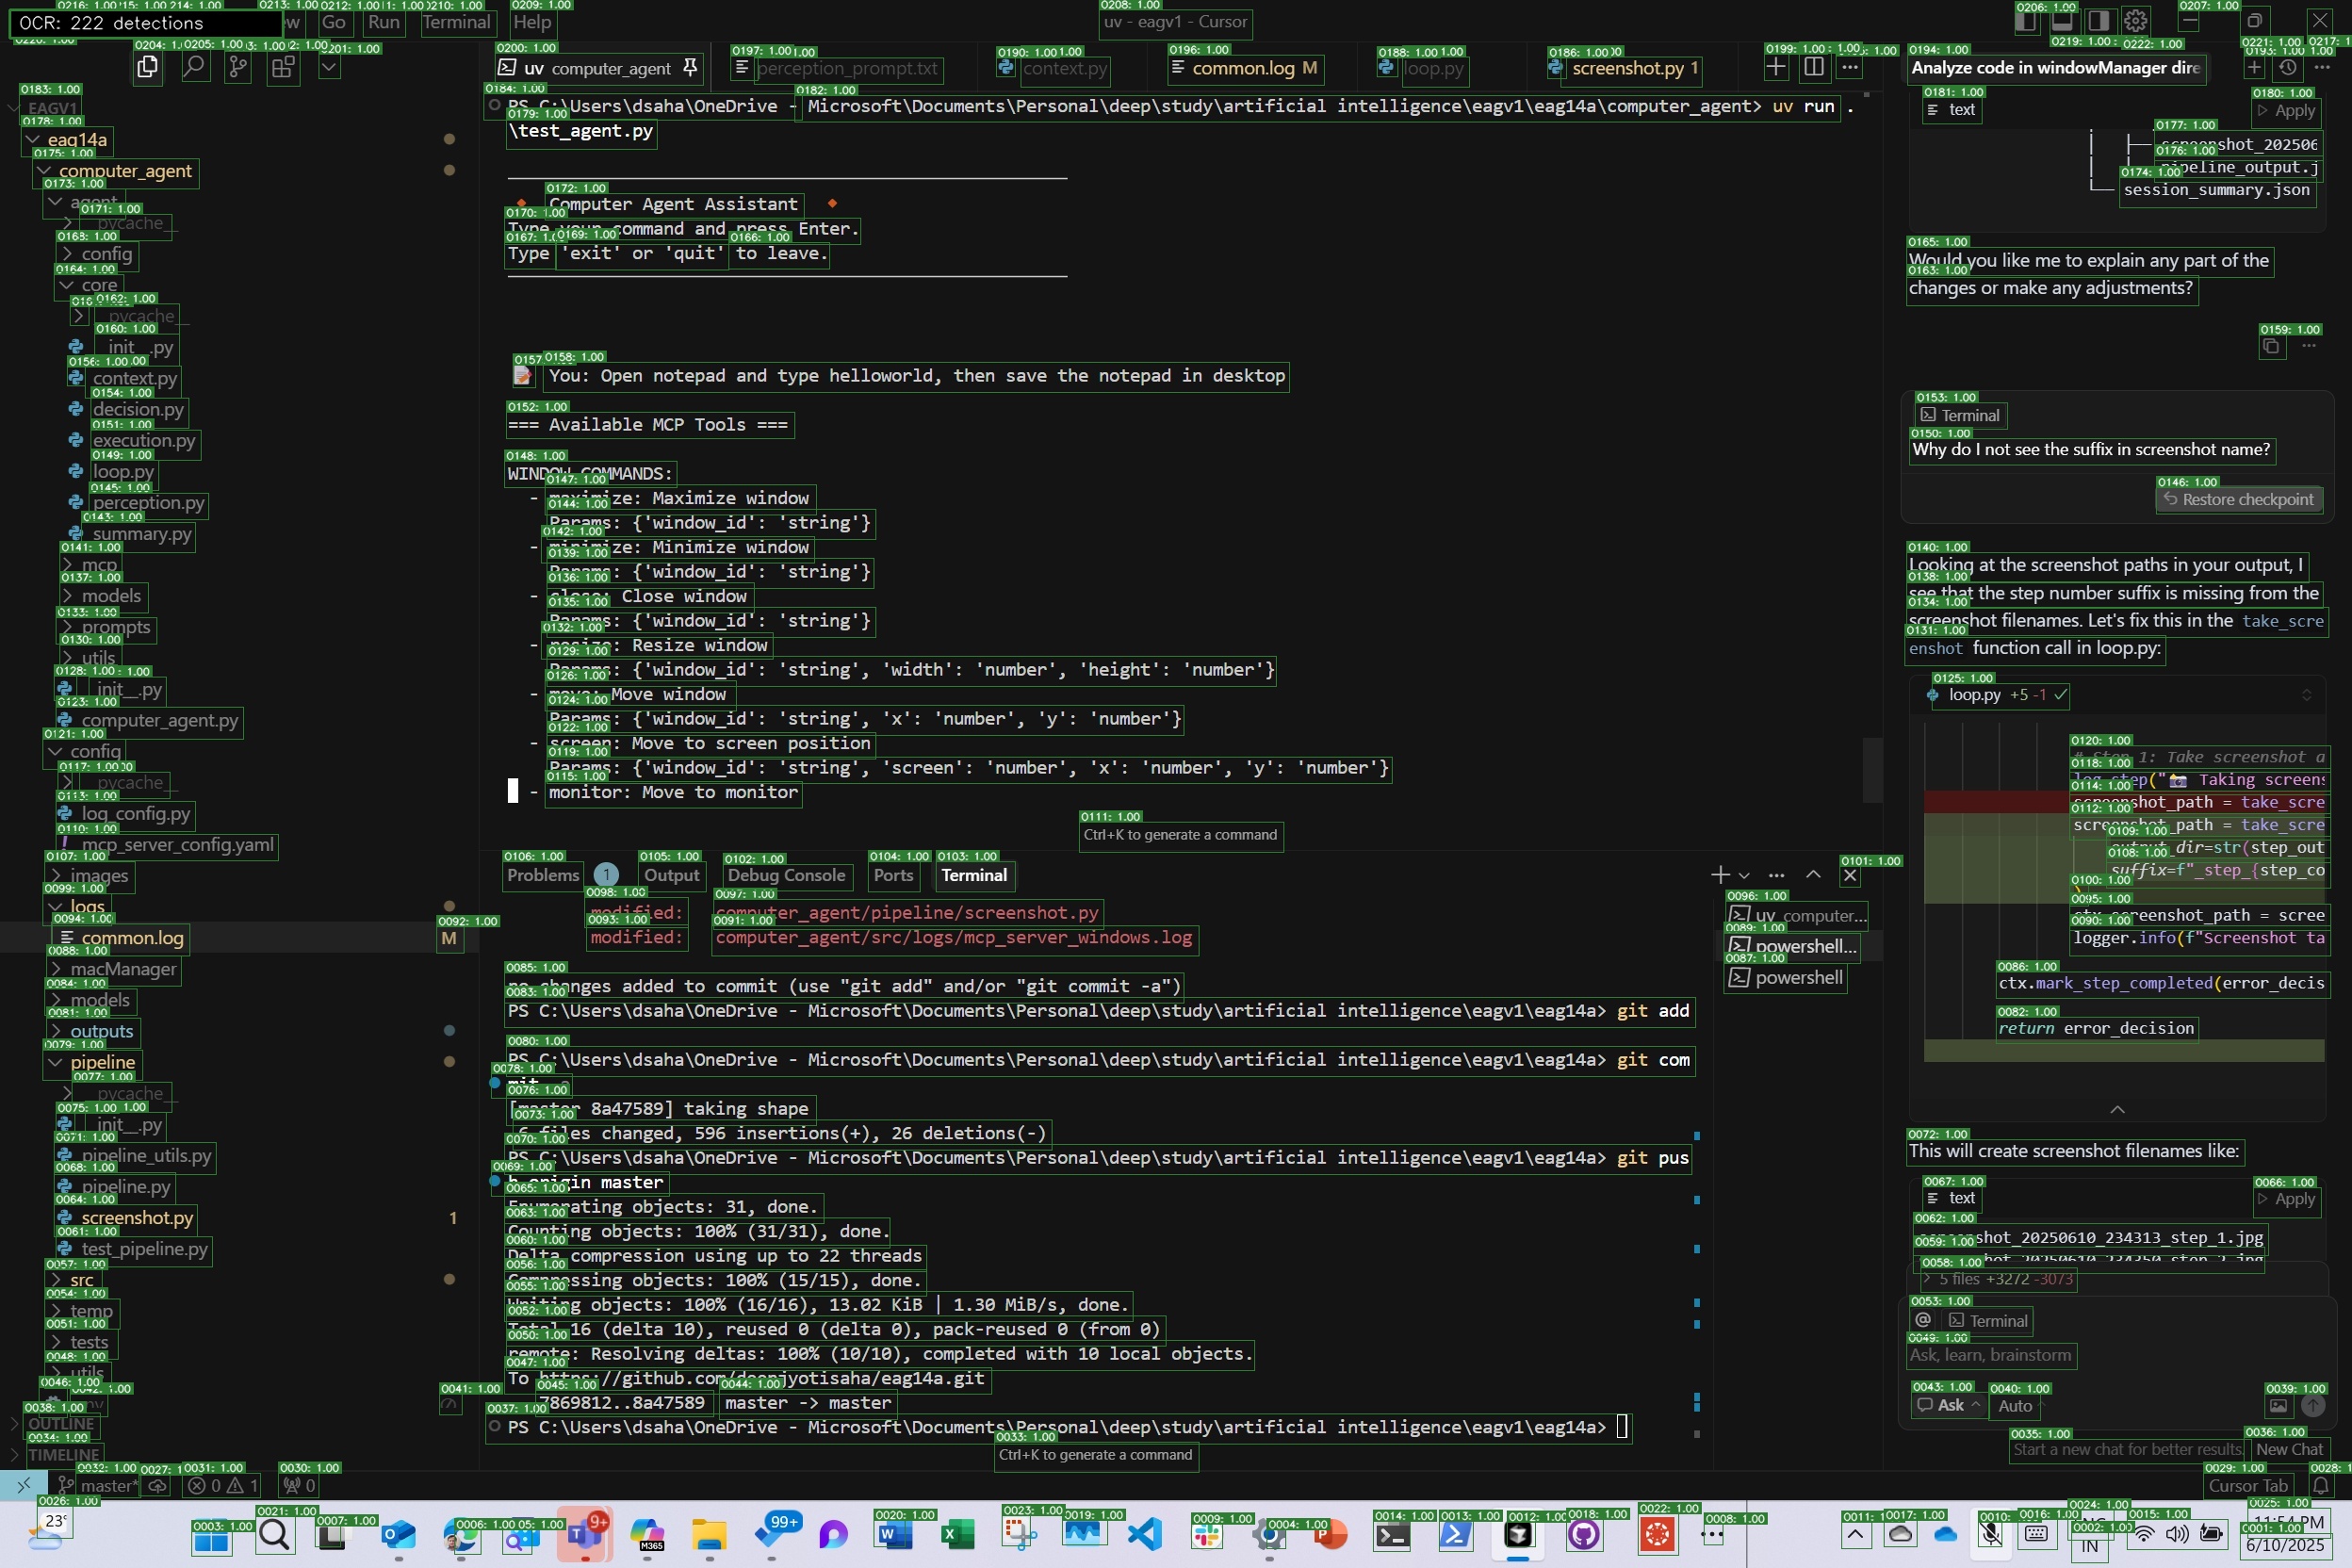 OCR: 222 detections
Go Run Terminal Help
uv - eagv1 - Cursor
EAGV1
eag14a
computer_agent
agent
pycache
config
core
pycache
init__.py
context.py
decision.py
execution.py
loop.py
perception.py
summary.py
mcp
models
prompts
utils
init__.py
computer_agent.py
config
pycache
log_config.py
mcp_server_config.yaml
images
logs
common.log M
macManager
models
outputs
pipeline
pycache
init__.py
pipeline_utils.py
pipeline.py
screenshot.py 1
test_pipeline.py
src
temp
tests
utils
OUTLINE
TIMELINE
uv computer_agent
perception_prompt.txt
context.py
common.log M
loop.py
screenshot.py 1
PS C:\Users\dsaha\OneDrive - Microsoft\Documents\Personal\deep\study\artificial intelligence\eagv1\eag14a\computer_agent> uv run .
\test_agent.py
Computer Agent Assistant
Type your command and press Enter.
Type 'exit' or 'quit' to leave.
You: Open notepad and type helloworld, then save the notepad in desktop
=== Available MCP Tools ===
WINDOW COMMANDS:
- maximize: Maximize window
Params: {'window_id': 'string'}
- minimize: Minimize window
Params: {'window_id': 'string'}
- close: Close window
Params: {'window_id': 'string'}
- resize: Resize window
Params: {'window_id': 'string', 'width': 'number', 'height': 'number'}
- move: Move window
Params: {'window_id': 'string', 'x': 'number', 'y': 'number'}
- screen: Move to screen position
Params: {'window_id': 'string', 'screen': 'number', 'x': 'number', 'y': 'number'}
- monitor: Move to monitor
Ctrl+K to generate a command
Problems 1 Output Debug Console Ports Terminal
modified: computer_agent/pipeline/screenshot.py
modified: computer_agent/src/logs/mcp_server_windows.log
no changes added to commit (use "git add" and/or "git commit -a")
PS C:\Users\dsaha\OneDrive - Microsoft\Documents\Personal\deep\study\artificial intelligence\eagv1\eag14a> git add
PS C:\Users\dsaha\OneDrive - Microsoft\Documents\Personal\deep\study\artificial intelligence\eagv1\eag14a> git com
[master 8a47589] taking shape
6 files changed, 596 insertions(+), 26 deletions(-)
PS C:\Users\dsaha\OneDrive - Microsoft\Documents\Personal\deep\study\artificial intelligence\eagv1\eag14a> git pus
h origin master
Enumerating objects: 31, done.
Counting objects: 100% (31/31), done.
Delta compression using up to 22 threads
Compressing objects: 100% (15/15), done.
Writing objects: 100% (16/16), 13.02 KiB | 1.30 MiB/s, done.
Total 16 (delta 10), reused 0 (delta 0), pack-reused 0 (from 0)
remote: Resolving deltas: 100% (10/10), completed with 10 local objects.
To https://github.com/deepjyotisaha/eag14a.git
7869812..8a47589 master -> master
PS C:\Users\dsaha\OneDrive - Microsoft\Documents\Personal\deep\study\artificial intelligence\eagv1\eag14a>
Ctrl+K to generate a command
uv computer...
powershell...
powershell
Analyze code in windowManager dire
text Apply
screenshot_202506
pipeline_output.j
session_summary.json
Would you like me to explain any part of the
changes or make any adjustments?
Terminal
Why do I not see the suffix in screenshot name?
Restore checkpoint
Looking at the screenshot paths in your output, I
see that the step number suffix is missing from the
screenshot filenames. Let's fix this in the take_scre
enshot function call in loop.py:
loop.py +5 -1
# Step 1: Take screenshot a
log_step("📷 Taking screens
screenshot_path = take_scre
screenshot_path = take_scre
output_dir=str(step_out
suffix=f"_step_{step_co
)
ctx.screenshot_path = scree
logger.info(f"Screenshot ta
ctx.mark_step_completed(error_decis
return error_decision
This will create screenshot filenames like:
text Apply
screenshot_20250610_234313_step_1.jpg
screenshot_20250610_234350_step_2.jpg
5 files +3272 -3073
@ Terminal
Ask, learn, brainstorm
Ask Auto
Start a new chat for better results. New Chat
master* 0 1 0
Cursor Tab
23°
9+
99+
M365
IN
11:54 PM
6/10/2025